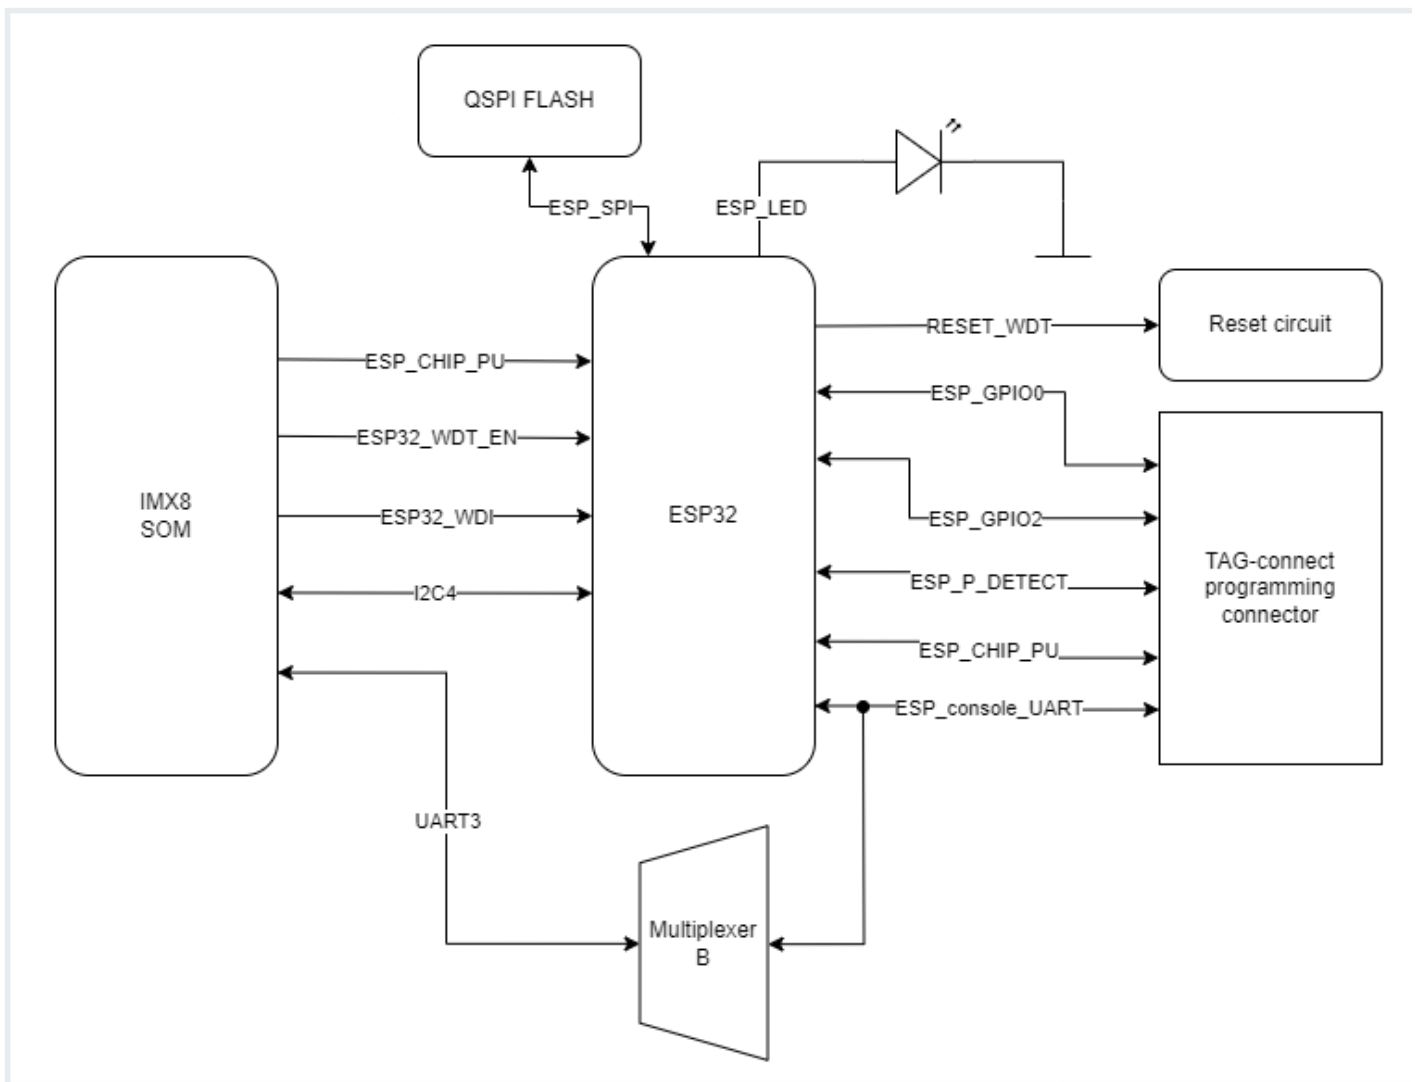 QSPI FLASH
ESP_SPI
ESP_LED
RESET_WDT
Reset circuit
ESP_CHIP_PU
ESP_GPIO0
ESP32_WDT_EN
IMX8
SOM
ESP32_WDI
ESP32
ESP_GPIO2
TAG-connect
programming
connector
I2C4
ESP_P_DETECT
ESP_CHIP_PU
ESP_console_UART
UART3
Multiplexer
B